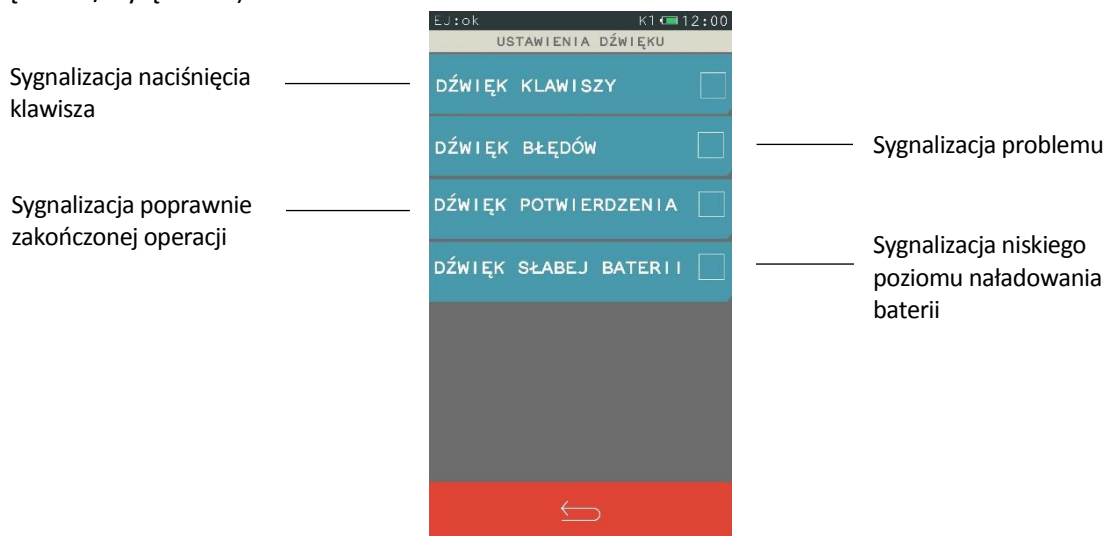 EJ:ok K1 12:00
USTAWIENIA DŹWIĘKU
Sygnalizacja naciśnięcia
klawisza
DŹWIĘK KLAWISZY
DŹWIĘK BŁĘDÓW
Sygnalizacja problemu
Sygnalizacja poprawnie
zakończonej operacji
DŹWIĘK POTWIERDZENIA
DŹWIĘK SŁABEJ BATERII
Sygnalizacja niskiego
poziomu naładowania
baterii